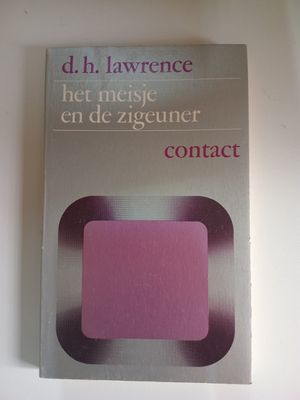 d.h. lawrence
het meisje
en de zigeuner
contact